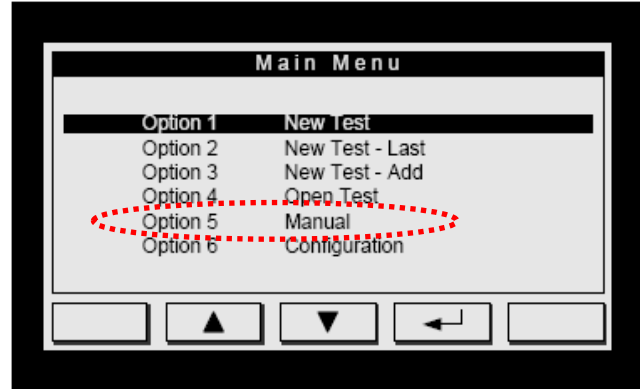 Main Menu
Option 1 New Test
Option 2 New Test - Last
Option 3 New Test - Add
Option 4 Open Test
Option 5 Manual
Option 6 Configuration